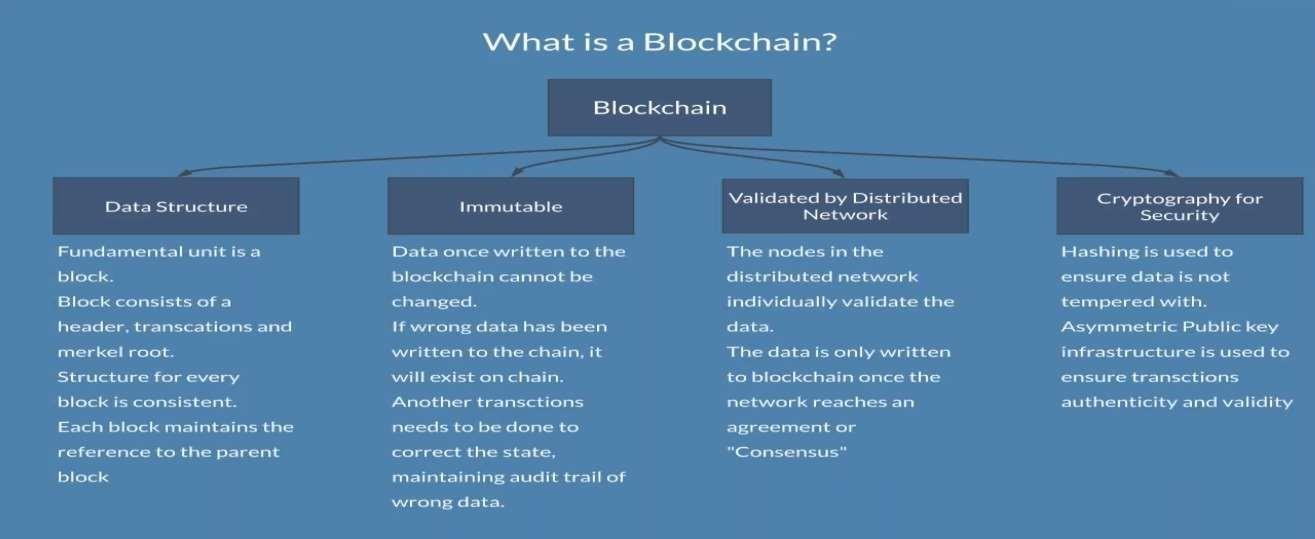 What is a Blockchain?
Blockchain
Data Structure
Fundamental unit is a
block.
Block consists of a
header, transcations and
merkel root.
Structure for every
block is consistent.
Each block maintains the
reference to the parent
block
Immutable
Data once written to the
blockchain cannot be
changed.
If wrong data has been
written to the chain, it
will exist on chain.
Another transctions
needs to be done to
correct the state,
maintaining audit trail of
wrong data.
Validated by Distributed
Network
The nodes in the
distributed network
individually validate the
data.
The data is only written
to blockchain once the
network reaches an
agreement or
"Consensus"
Cryptography for
Security
Hashing is used to
ensure data is not
tempered with.
Asymmetric Public key
infrastructure is used to
ensure transctions
authenticity and validity